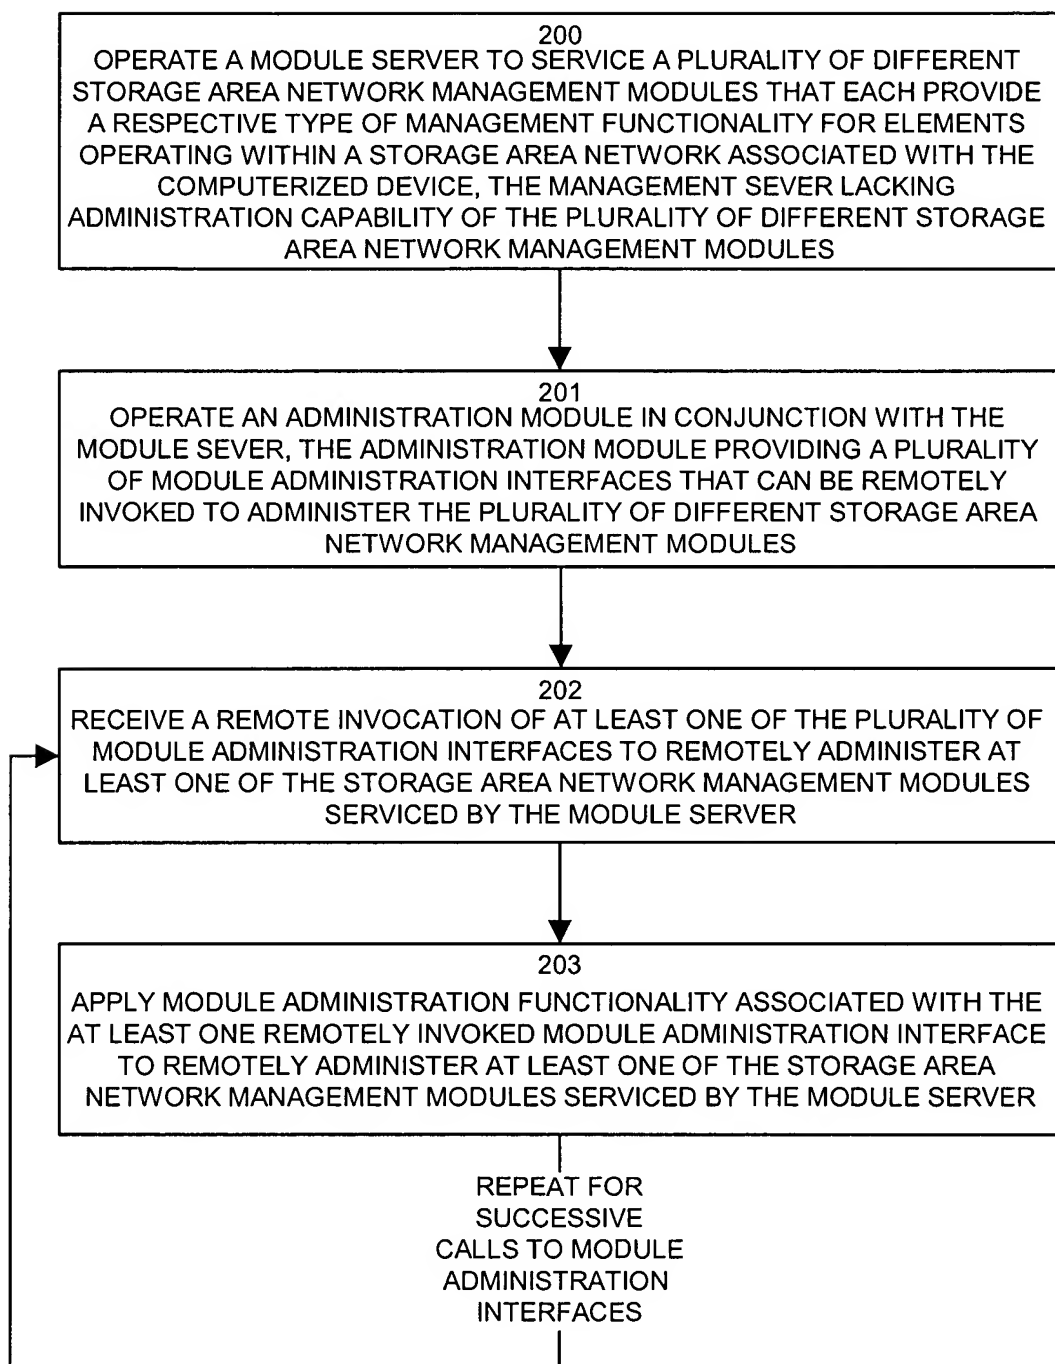 200
OPERATE A MODULE SERVER TO SERVICE A PLURALITY OF DIFFERENT
STORAGE AREA NETWORK MANAGEMENT MODULES THAT EACH PROVIDE
A RESPECTIVE TYPE OF MANAGEMENT FUNCTIONALITY FOR ELEMENTS
OPERATING WITHIN A STORAGE AREA NETWORK ASSOCIATED WITH THE
COMPUTERIZED DEVICE, THE MANAGEMENT SEVER LACKING
ADMINISTRATION CAPABILITY OF THE PLURALITY OF DIFFERENT STORAGE
AREA NETWORK MANAGEMENT MODULES
201
OPERATE AN ADMINISTRATION MODULE IN CONJUNCTION WITH THE
MODULE SEVER, THE ADMINISTRATION MODULE PROVIDING A PLURALITY
OF MODULE ADMINISTRATION INTERFACES THAT CAN BE REMOTELY
INVOKED TO ADMINISTER THE PLURALITY OF DIFFERENT STORAGE AREA
NETWORK MANAGEMENT MODULES
202
RECEIVE A REMOTE INVOCATION OF AT LEAST ONE OF THE PLURALITY OF
MODULE ADMINISTRATION INTERFACES TO REMOTELY ADMINISTER AT
LEAST ONE OF THE STORAGE AREA NETWORK MANAGEMENT MODULES
SERVICED BY THE MODULE SERVER
203
APPLY MODULE ADMINISTRATION FUNCTIONALITY ASSOCIATED WITH THE
AT LEAST ONE REMOTELY INVOKED MODULE ADMINISTRATION INTERFACE
TO REMOTELY ADMINISTER AT LEAST ONE OF THE STORAGE AREA
NETWORK MANAGEMENT MODULES SERVICED BY THE MODULE SERVER
REPEAT FOR
SUCCESSIVE
CALLS TO MODULE
ADMINISTRATION
INTERFACES